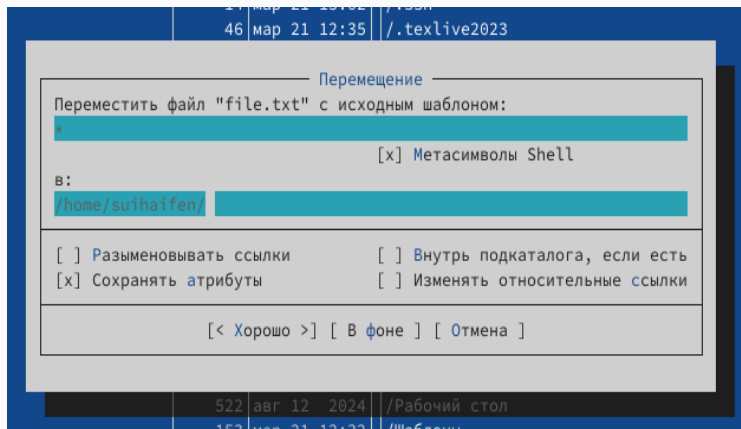 46 мар 21 12:35 /.texlive2023
Перемещение
Переместить файл "file.txt" с исходным шаблоном:
*
[x] Метасимволы Shell
в:
/home/suihaifen/
[ ] Разыменовывать ссылки [ ] Внутрь подкаталога, если есть
[x] Сохранять атрибуты [ ] Изменять относительные ссылки
[< Хорошо >] [ В фоне ] [ Отмена ]
522 авг 12 2024 /Рабочий стол